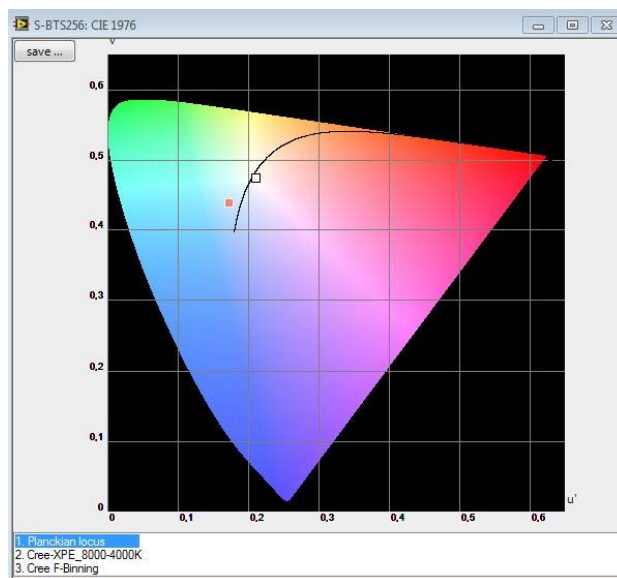 S-BTS256: CIE 1976
save ...
v'
0,6
0,5
0,4
0,3
0,2
0,1
0
0 0,1 0,2 0,3 0,4 0,5 0,6
u'
1. Planckian locus
2. Cree-XPE_8000-4000K
3. Cree F-Binning